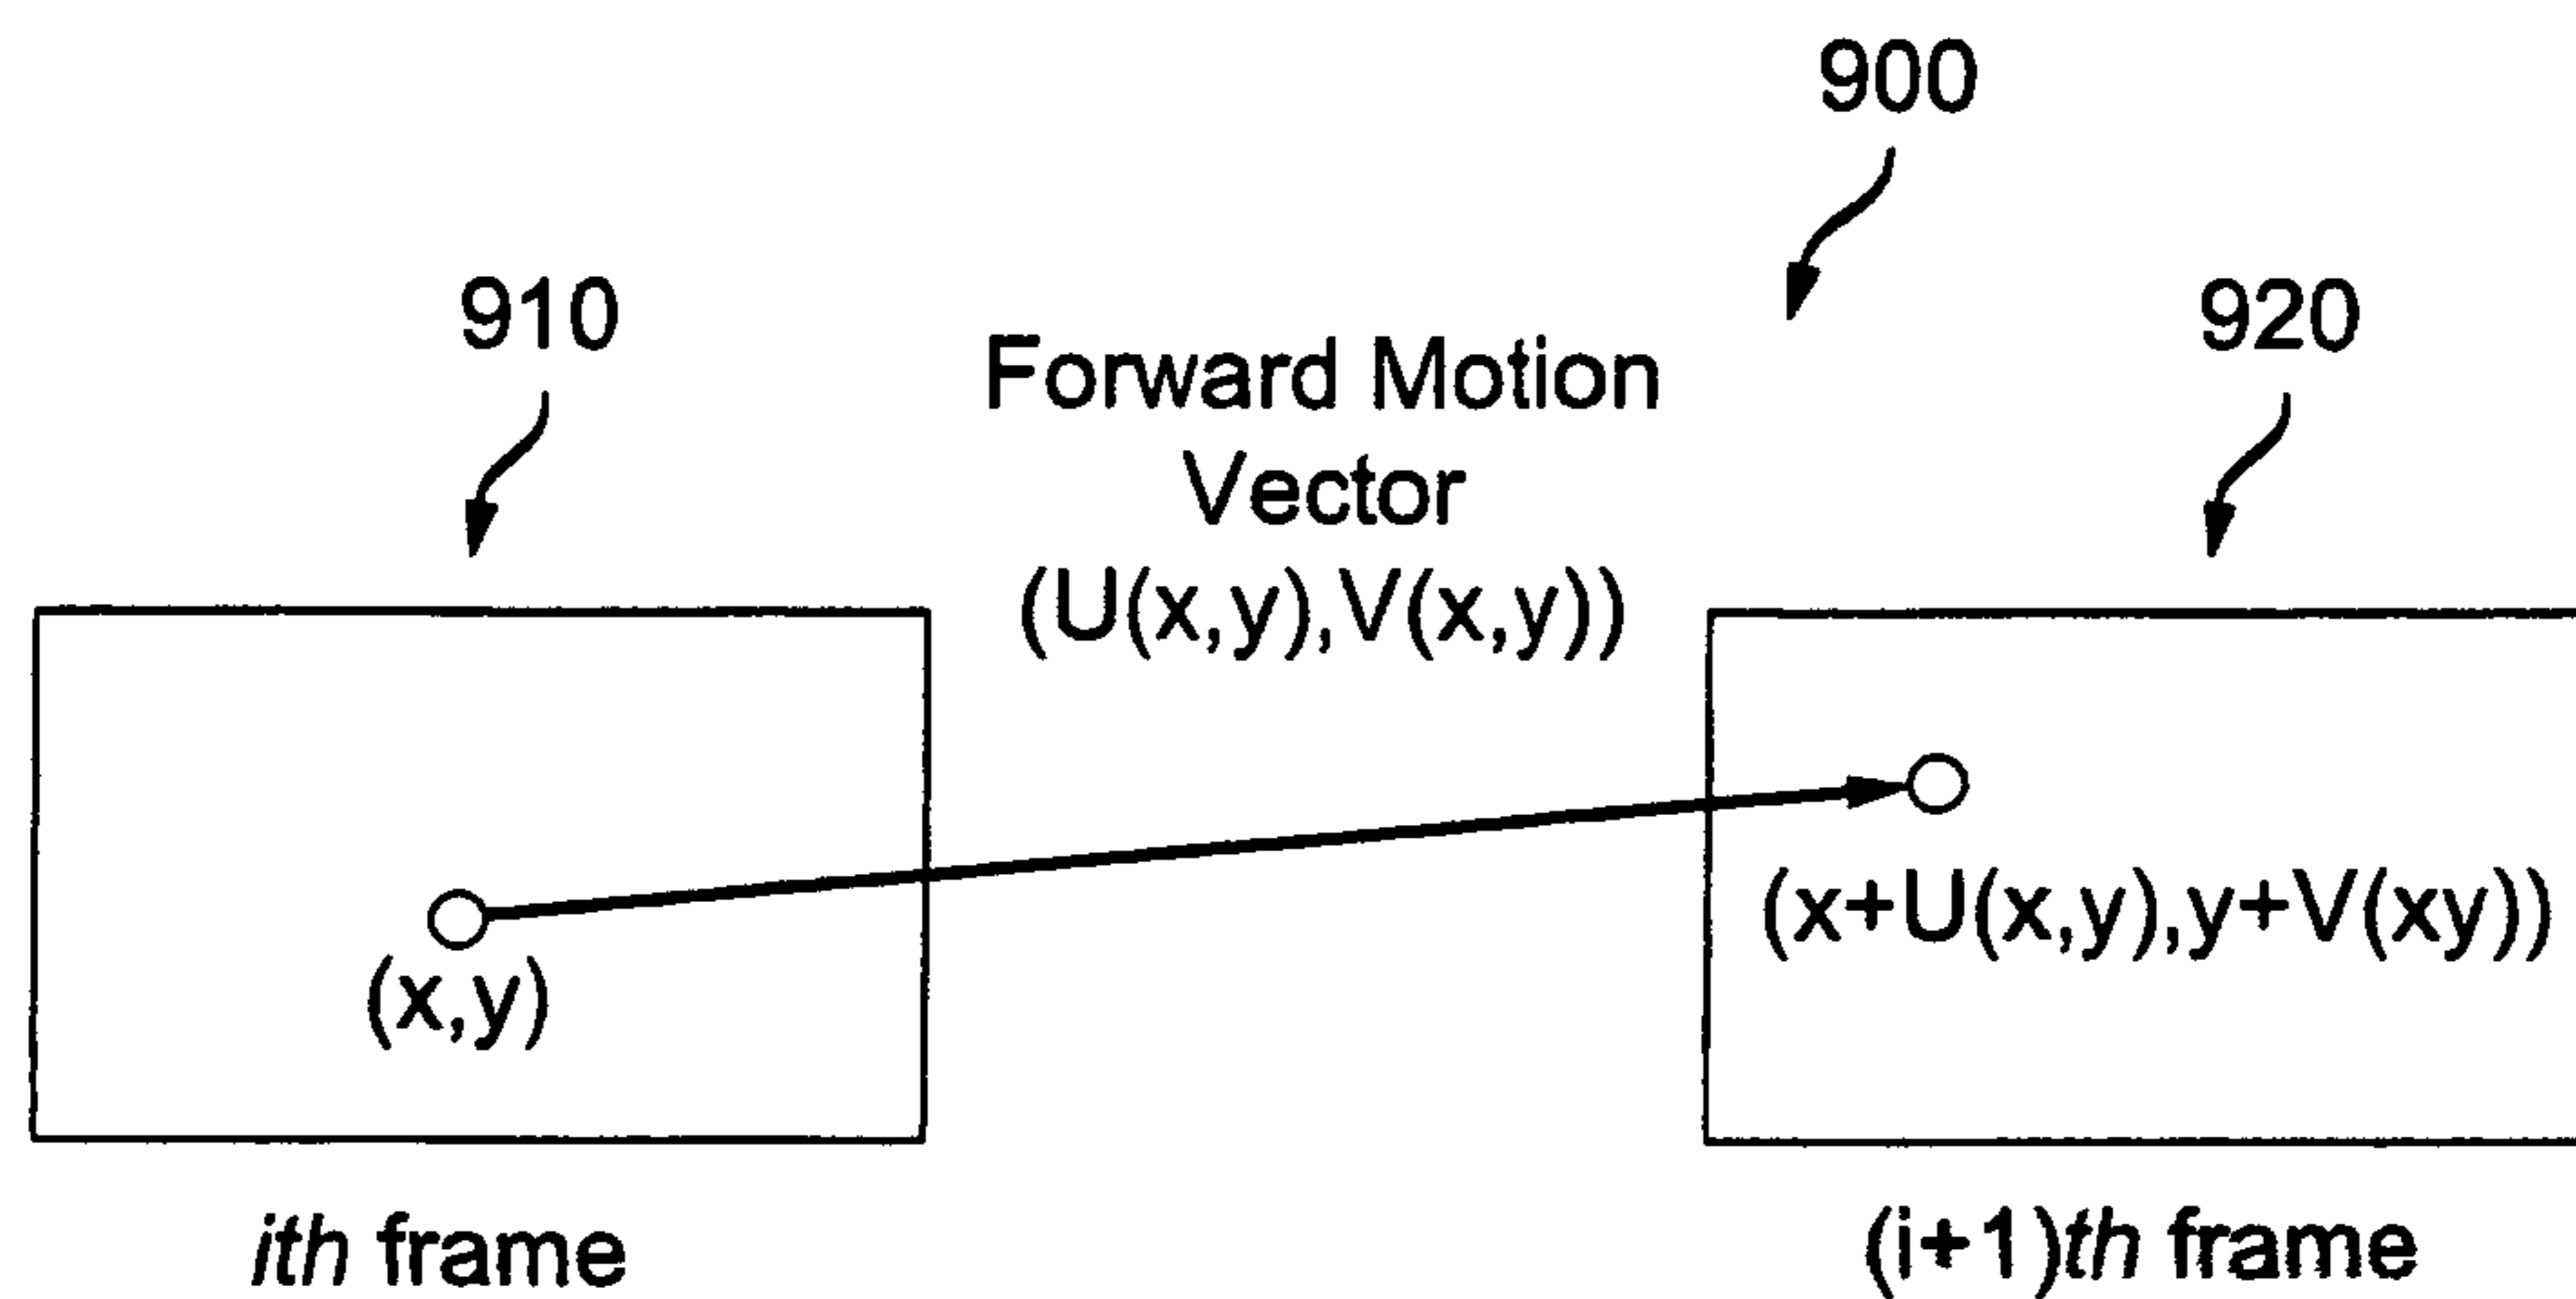 900
910
920
Forward Motion
Vector
(U(x,y),V(x,y))
(x,y)
(x+U(x,y),y+V(xy))
ith frame
(i+1)th frame